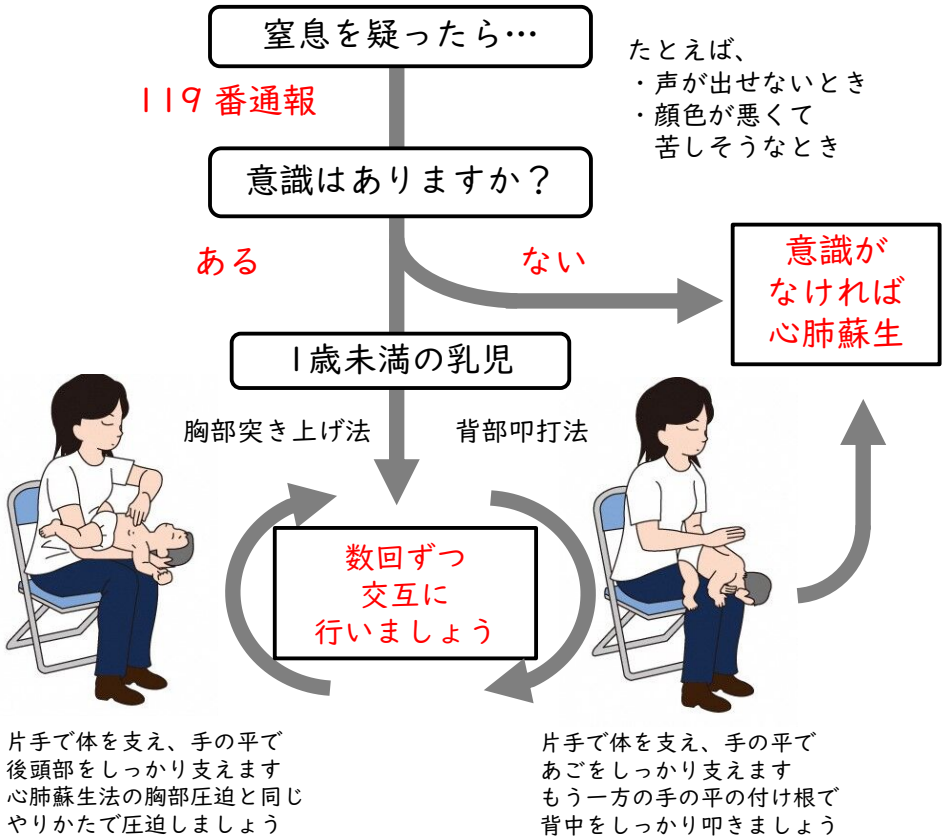 窒息を疑ったら…
たとえば、
・声が出せないとき
・顔色が悪くて
苦しそうなとき
119番通報
意識はありますか？
ある
ない
意識が
なければ
心肺蘇生
1歳未満の乳児
胸部突き上げ法
背部叩打法
数回ずつ
交互に
行いましょう
片手で体を支え、手の平で
後頭部をしっかり支えます
心肺蘇生法の胸部圧迫と同じ
やりかたで圧迫しましょう
片手で体を支え、手の平で
あごをしっかり支えます
もう一方の手の平の付け根で
背中をしっかり叩きましょう